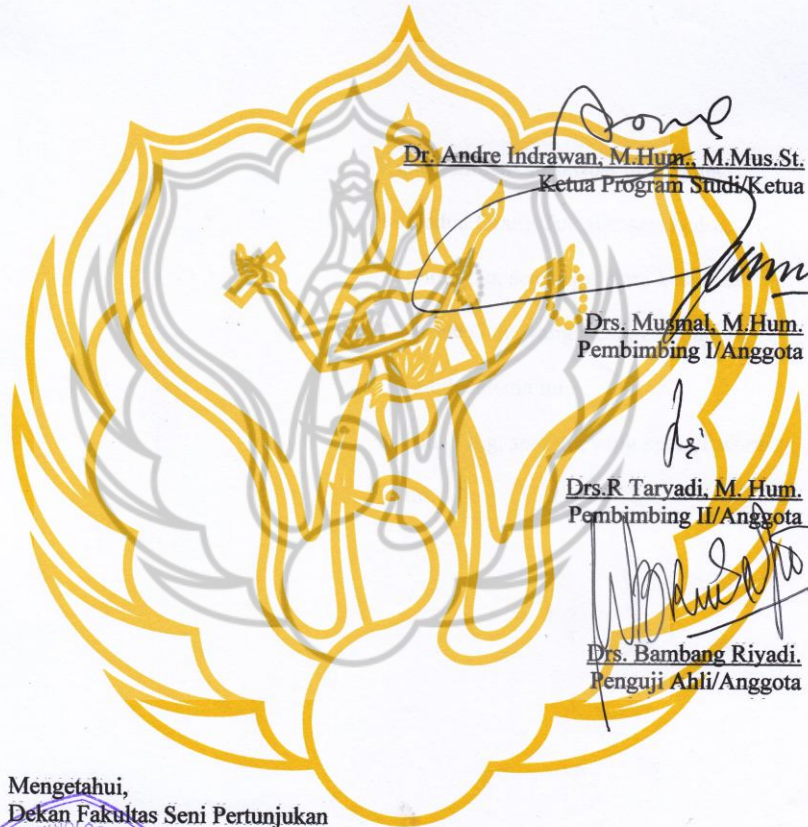 Dr. Andre Indrawan, M.Hum., M.Mus.St.
Ketua Program Studi/Ketua
Drs. Musmal, M.Hum.
Pembimbing I/Anggota
Drs.R Taryadi, M. Hum.
Pembimbing II/Anggota
Drs. Bambang Riyadi.
Penguji Ahli/Anggota
Mengetahui,
Dekan Fakultas Seni Pertunjukan